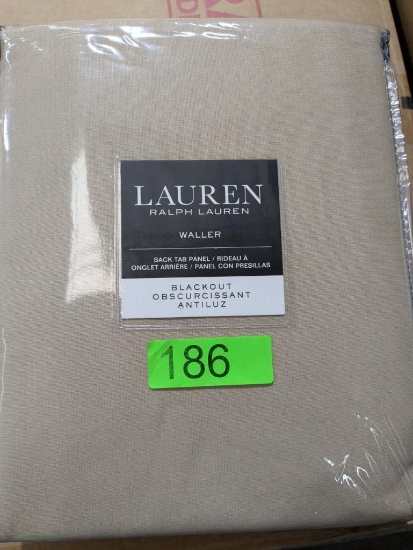 LAUREN
RALPH LAUREN
WALLER
BACK TAB PANEL / RIDEAU À
ONGLET ARRIÈRE / PANEL CON PRESILLAS
BLACKOUT
OBSCURCISSANT
ANTILUZ
186